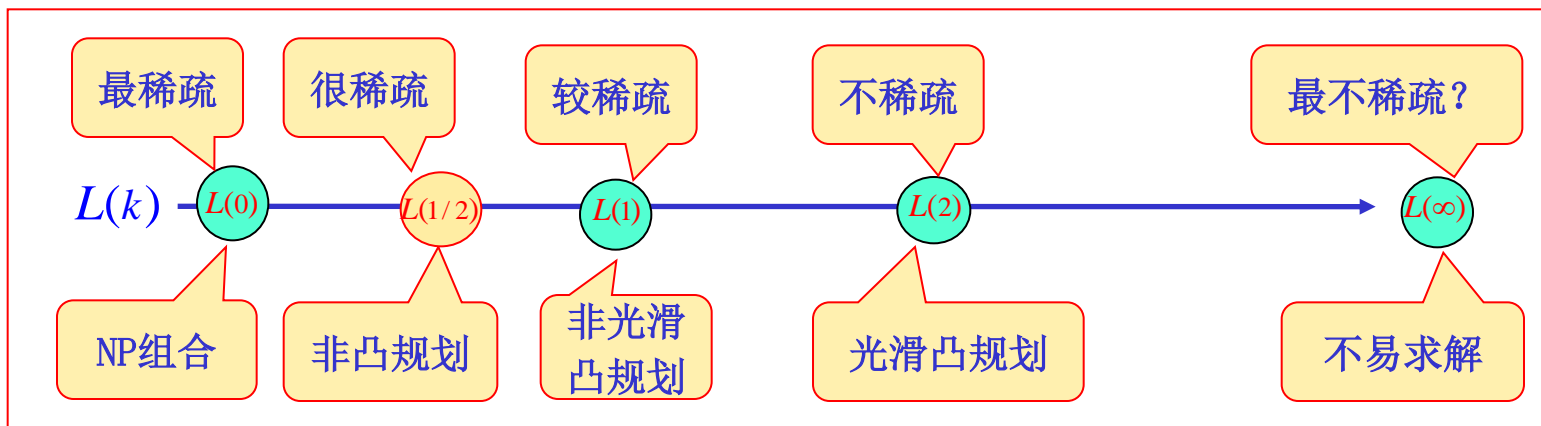 最稀疏
很稀疏
较稀疏
不稀疏
最不稀疏?
L(k)
L(0)
L(1/2)
L(1)
L(2)
L(∞)
NP组合
非凸规划
非光滑
凸规划
光滑凸规划
不易求解